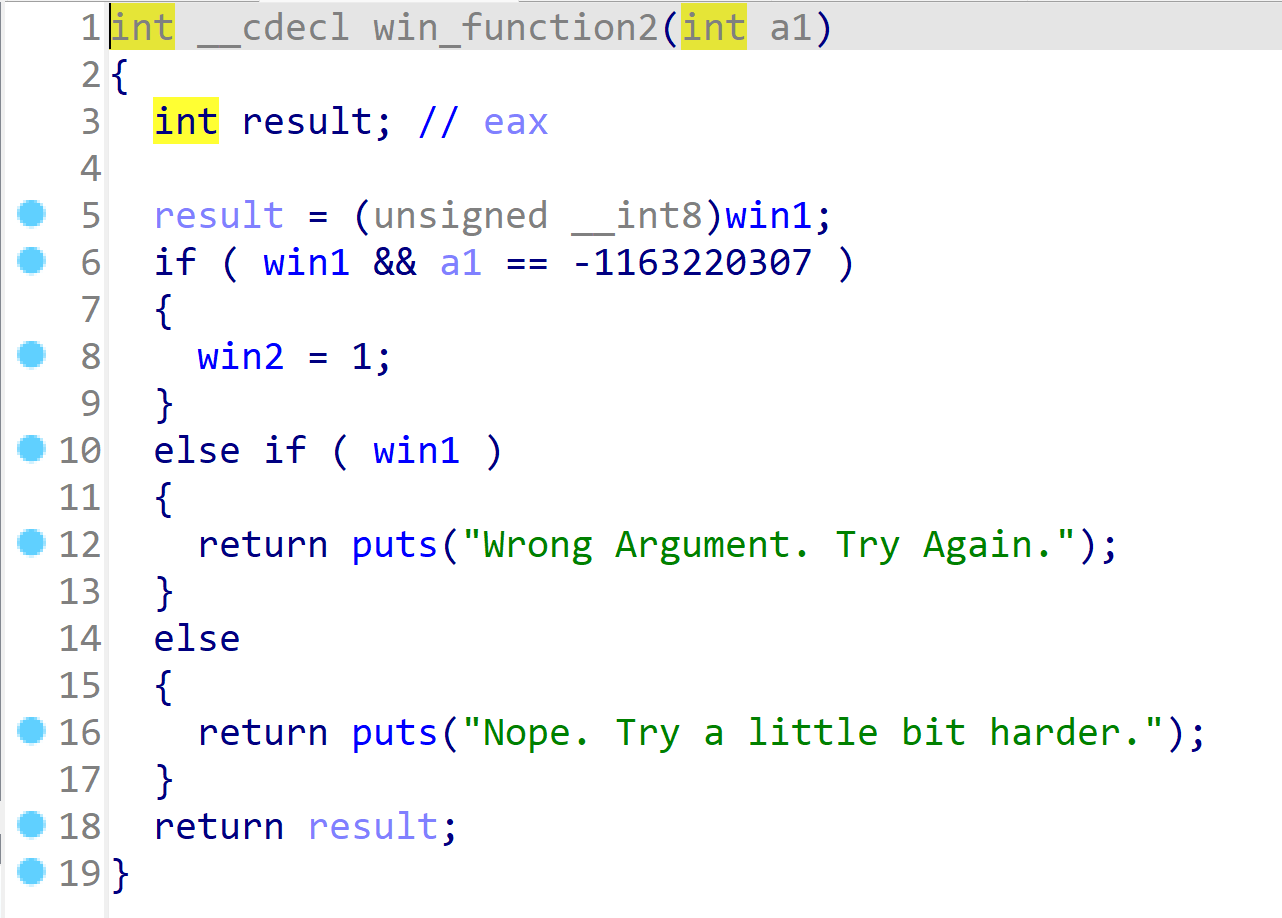 1 int __cdecl win_function2(int a1)
2 {
3   int result; // eax
4
5   result = (unsigned __int8)win1;
6   if ( win1 && a1 == -1163220307 )
7   {
8     win2 = 1;
9   }
10   else if ( win1 )
11   {
12     return puts("Wrong Argument. Try Again.");
13   }
14   else
15   {
16     return puts("Nope. Try a little bit harder.");
17   }
18   return result;
19 }